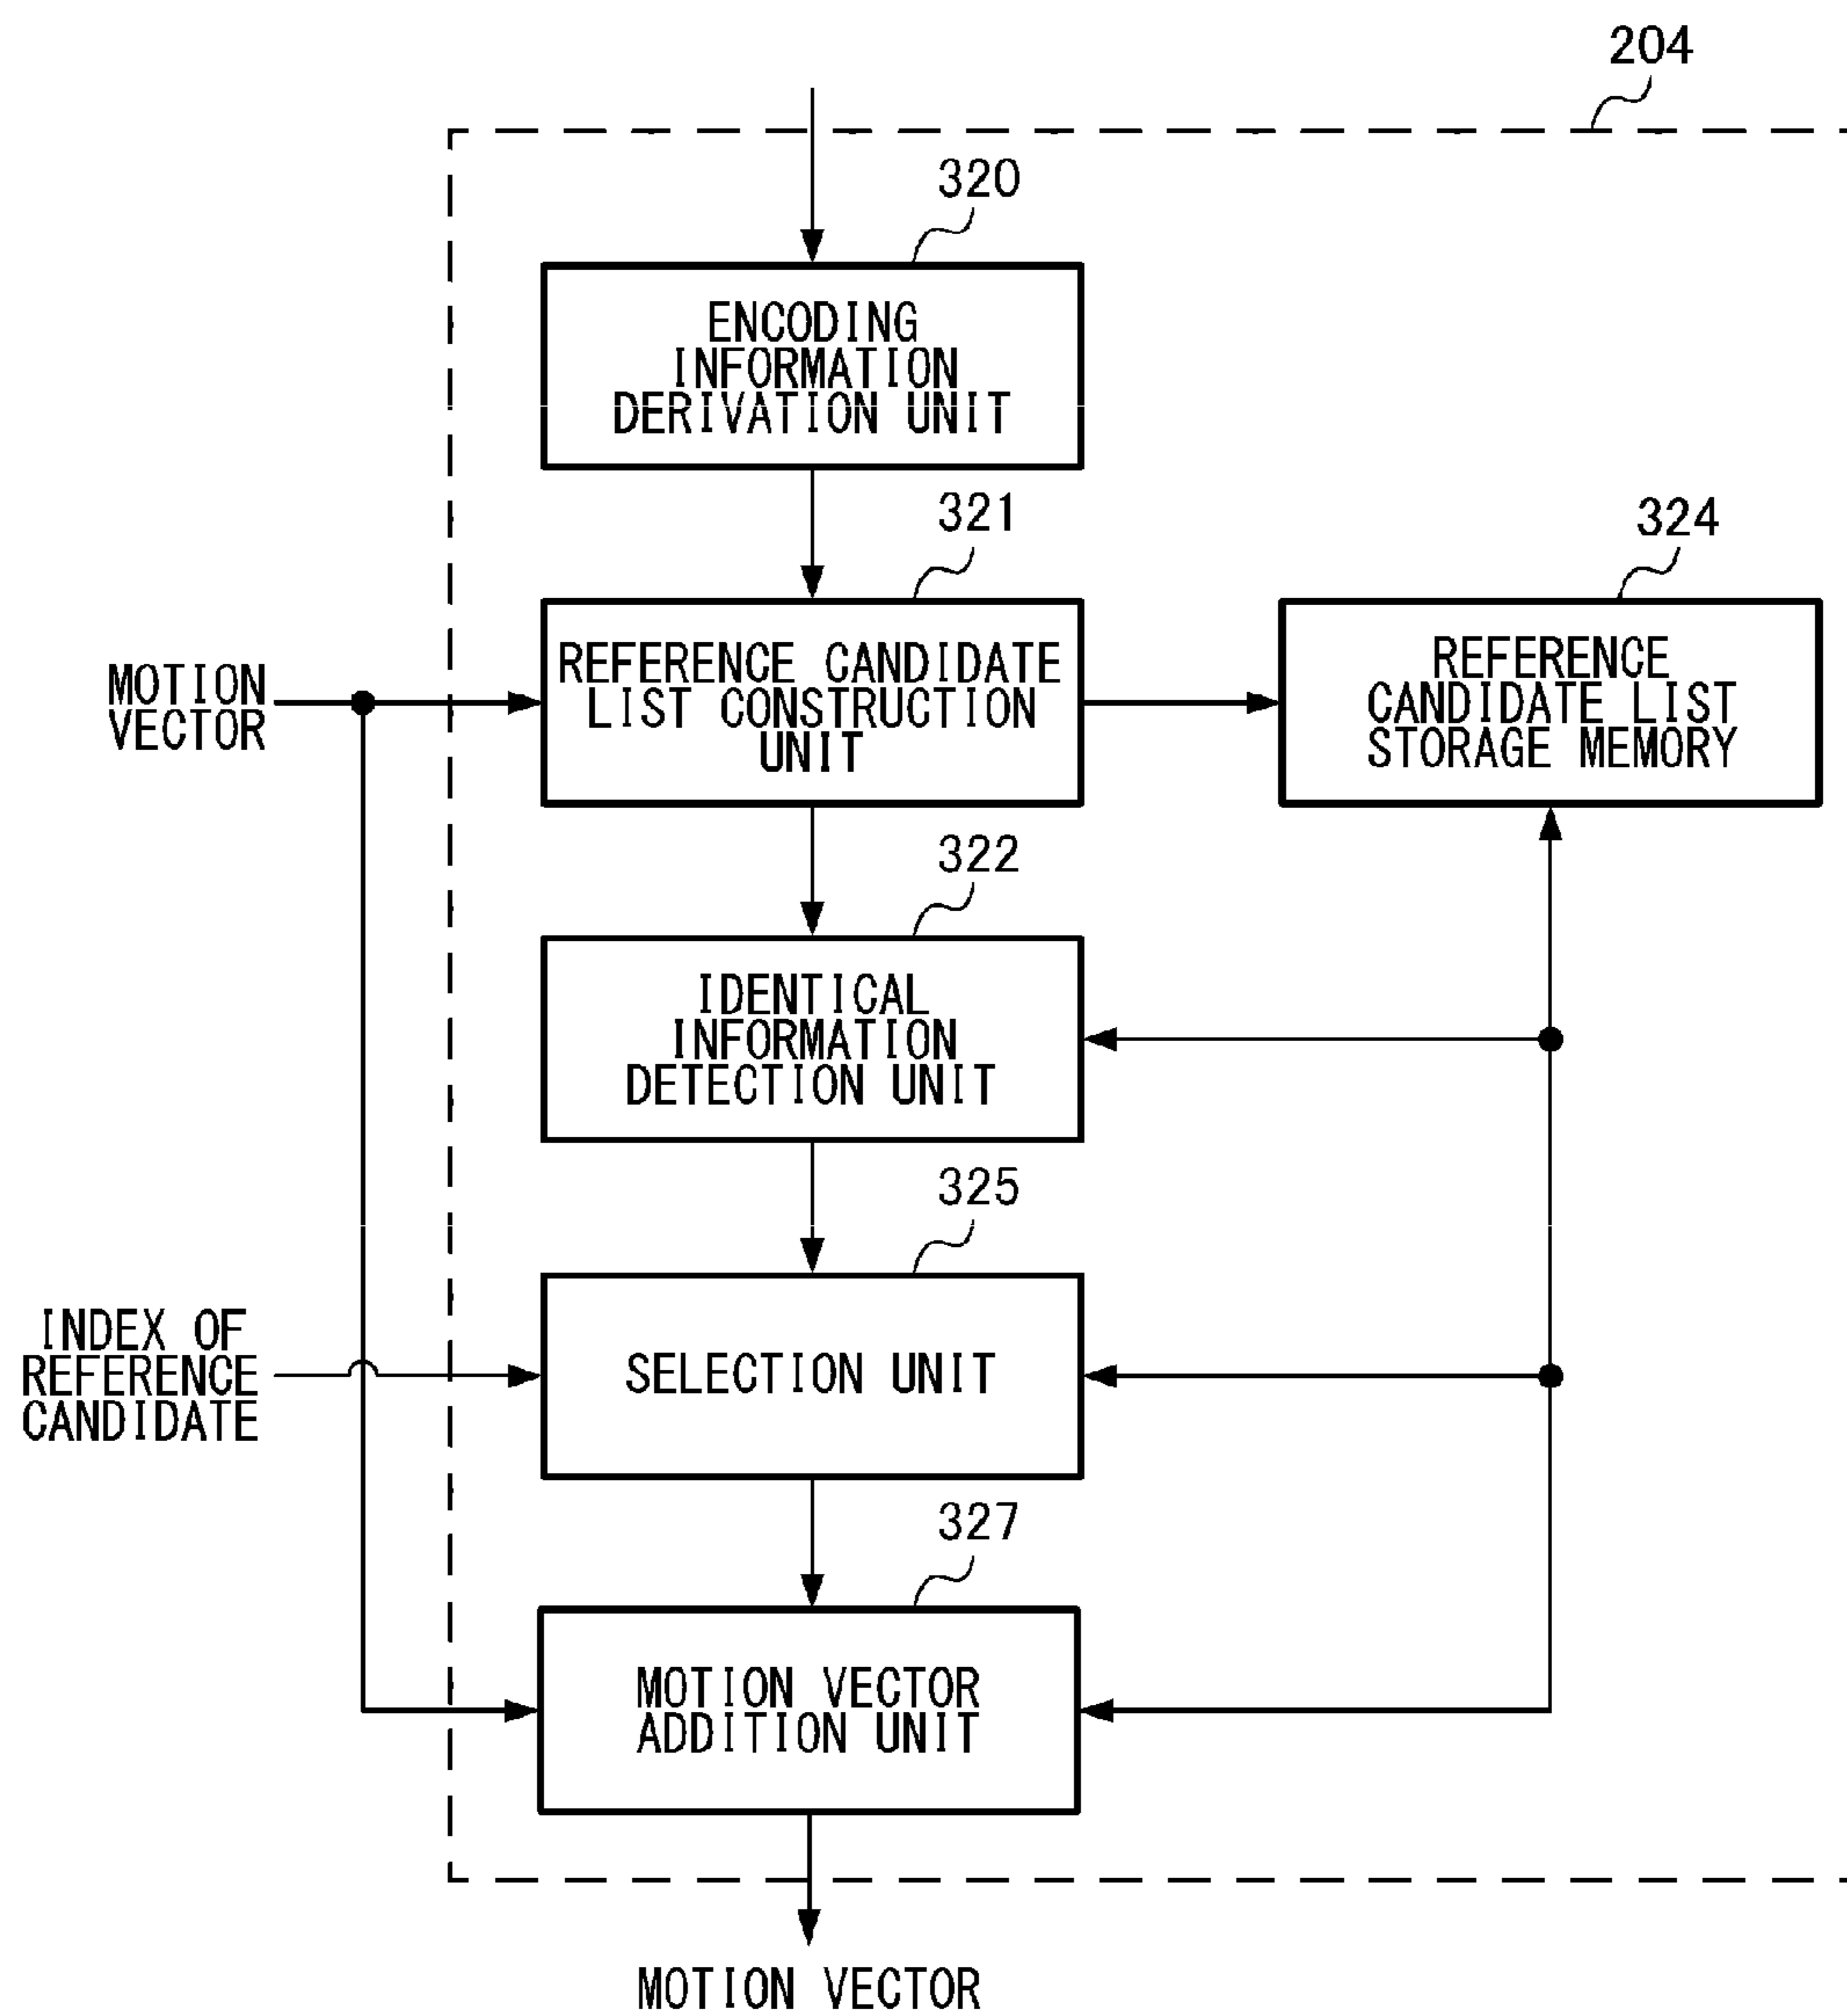 204
320
ENCODING
INFORMATION
DERIVATION UNIT
321
324
MOTION
VECTOR
REFERENCE CANDIDATE
LIST CONSTRUCTION
UNIT
REFERENCE
CANDIDATE LIST
STORAGE MEMORY
322
IDENTICAL
INFORMATION
DETECTION UNIT
325
INDEX OF
REFERENCE
CANDIDATE
SELECTION UNIT
327
MOTION VECTOR
ADDITION UNIT
MOTION VECTOR